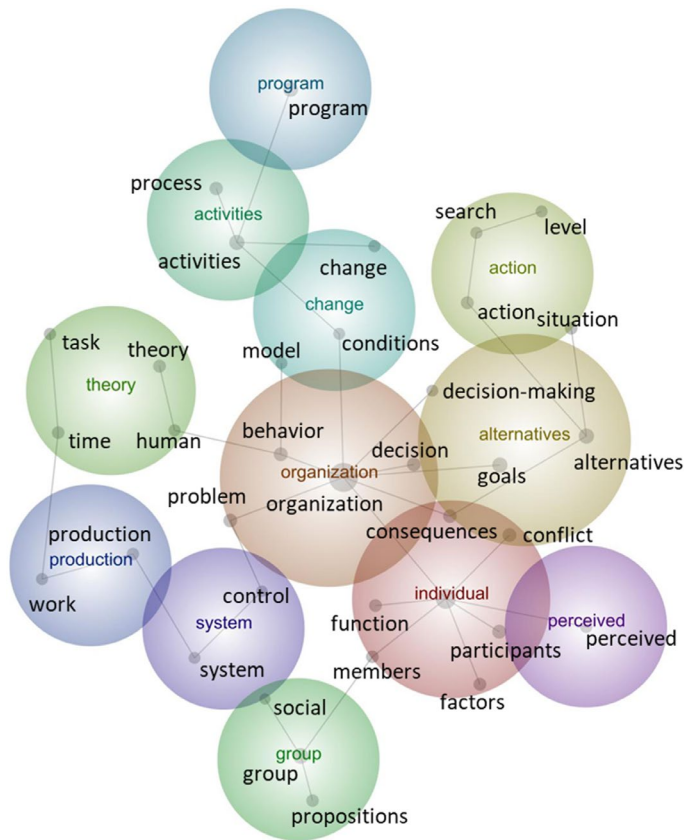 program
program
process
activities
activities
search
level
action
change
change
action
situation
task
theory
model
conditions
theory
decision-making
time
human
behavior
alternatives
decision
alternatives
organization
goals
problem
organization
consequences
conflict
production
production
work
control
individual
system
function
perceived
perceived
participants
system
members
factors
social
group
group
propositions